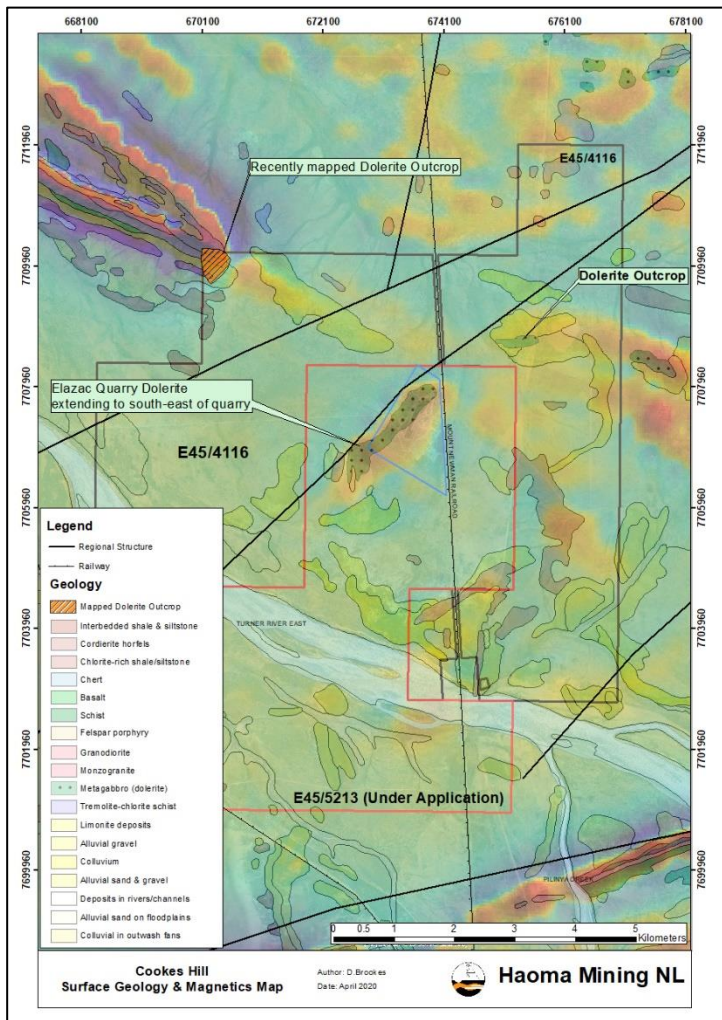 668100 670100 672100 674100 676100 678100
7711960 7711960
E45/4116
Recently mapped Dolerite Outcrop
7709960 7709960
Dolerite Outcrop
7707960 7707960
Elazac Quarry Dolerite
extending to south-east of quarry
E45/4116
MOUNT NEWMAN RAILROAD
7705960 7705960
Legend
Regional Structure
Railway
Geology
Mapped Dolerite Outcrop
Interbedded shale & siltstone
Cordierite horfels
Chlorite-rich shale/siltstone
Chert
Basalt
Schist
Felspar porphyry
Granodiorite
Monzogranite
Metagabbro (dolerite)
Tremolite-chlorite schist
Limonite deposits
Alluvial gravel
Colluvium
Alluvial sand & gravel
Deposits in rivers/channels
Alluvial sand on floodplains
Colluvial in outwash fans
7703960
TURNER RIVER EAST
7701960
E45/5213 (Under Application)
7699960
PILINYA CREEK
0 0.5 1 2 3 4 5
Kilometers
Cookes Hill
Surface Geology & Magnetics Map
Author: D.Brookes
Date: April 2020
Haoma Mining NL